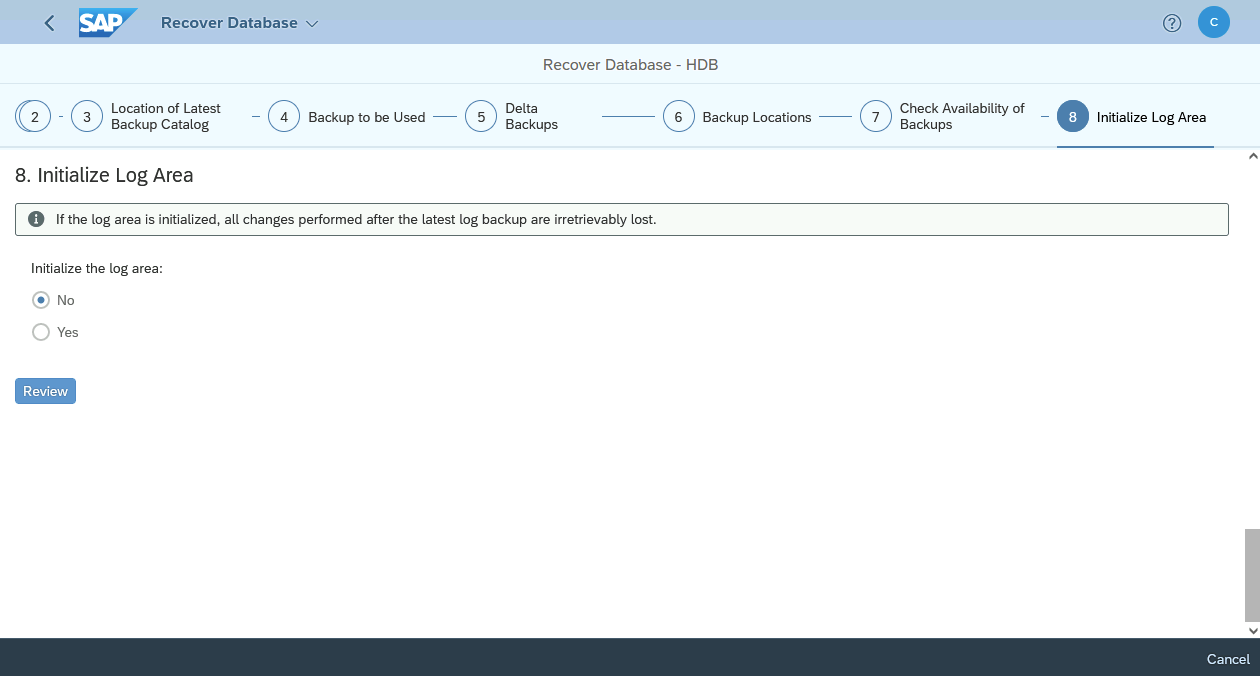 SAP Recover Database
C
Recover Database - HDB
2
3 Location of Latest
Backup Catalog
4 Backup to be Used
5 Delta
Backups
6 Backup Locations
7 Check Availability of
Backups
8 Initialize Log Area
8. Initialize Log Area
If the log area is initialized, all changes performed after the latest log backup are irretrievably lost.
Initialize the log area:
No
Yes
Review
Cancel